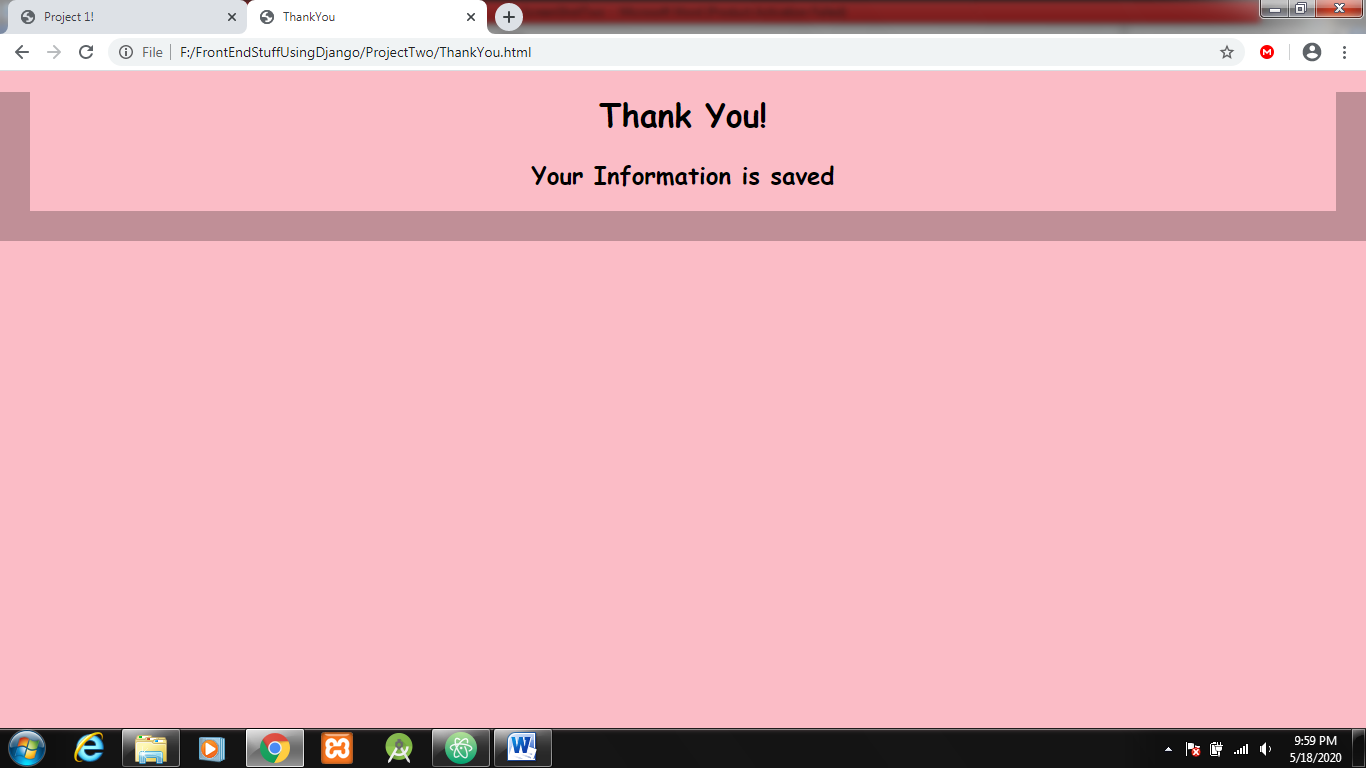 Project 1!
ThankYou
File
F:/FrontEndStuffUsingDjango/ProjectTwo/ThankYou.html
Thank You!
Your Information is saved
9:59 PM
5/18/2020